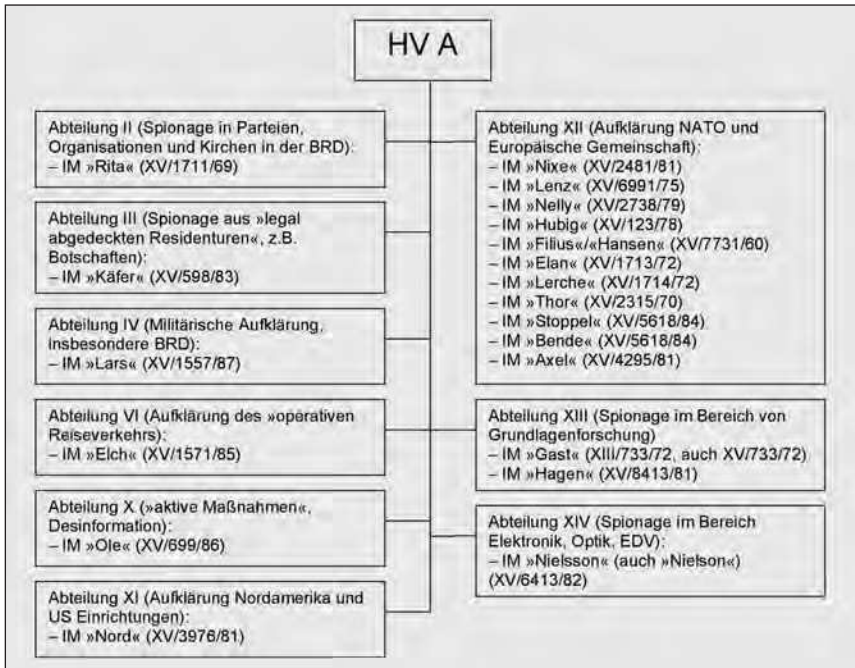 HV A
Abteilung II (Spionage in Parteien,
Organisationen und Kirchen in der BRD):
– IM »Rita« (XV/1711/69)
Abteilung III (Spionage aus »legal
abgedeckten Residenturen«, z.B.
Botschaften):
– IM »Käfer« (XV/598/83)
Abteilung IV (Militärische Aufklärung,
insbesondere BRD):
– IM »Lars« (XV/1557/87)
Abteilung VI (Aufklärung des »operativen
Reiseverkehrs):
– IM »Elch« (XV/1571/85)
Abteilung X (»aktive Maßnahmen«,
Desinformation):
– IM »Ole« (XV/699/86)
Abteilung XI (Aufklärung Nordamerika und
US Einrichtungen):
– IM »Nord« (XV/3976/81)
Abteilung XII (Aufklärung NATO und
Europäische Gemeinschaft):
– IM »Nixe« (XV/2481/81)
– IM »Lenz« (XV/6991/75)
– IM »Nelly« (XV/2738/79)
– IM »Hubig« (XV/123/78)
– IM »Filius«/«Hansen« (XV/7731/60)
– IM »Elan« (XV/1713/72)
– IM »Lerche« (XV/1714/72)
– IM »Thor« (XV/2315/70)
– IM »Stoppel« (XV/5618/84)
– IM »Bende« (XV/5618/84)
– IM »Axel« (XV/4295/81)
Abteilung XIII (Spionage im Bereich von
Grundlagenforschung)
– IM »Gast« (XIII/733/72, auch XV/733/72)
– IM »Hagen« (XV/8413/81)
Abteilung XIV (Spionage im Bereich
Elektronik, Optik, EDV):
– IM »Nielsson« (auch »Nielson«)
(XV/6413/82)